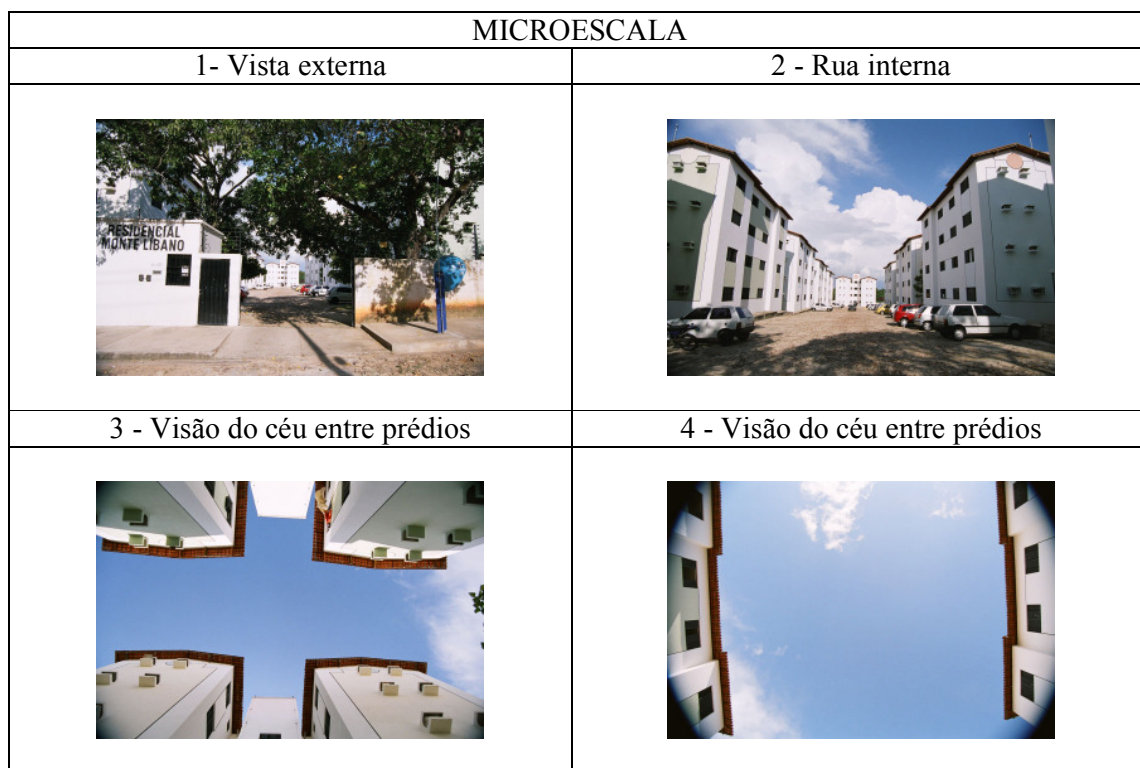 MICROESCALA
1- Vista externa
2 - Rua interna
RESIDENCIAL
MONTE LIBANO
3 - Visão do céu entre prédios
4 - Visão do céu entre prédios